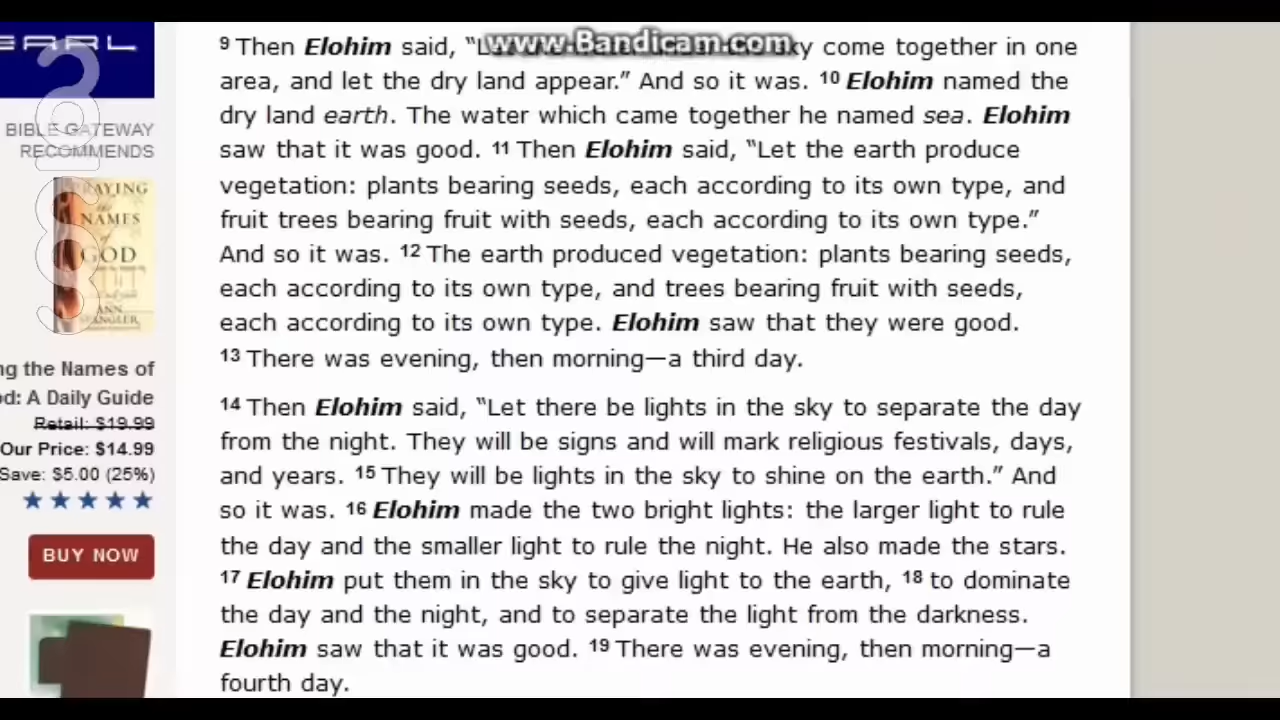 www.Bandicam.com
EARL
BIBLE GATEWAY
RECOMMENDS
PRAYING
the
NAMES
of
GOD
ANN
SPANGLER
ng the Names of
od: A Daily Guide
Retail: $19.99
Our Price: $14.99
Save: $5.00 (25%)
BUY NOW
9 Then Elohim said, “Let sky come together in one
area, and let the dry land appear.” And so it was. 10 Elohim named the
dry land earth. The water which came together he named sea. Elohim
saw that it was good. 11 Then Elohim said, “Let the earth produce
vegetation: plants bearing seeds, each according to its own type, and
fruit trees bearing fruit with seeds, each according to its own type.”
And so it was. 12 The earth produced vegetation: plants bearing seeds,
each according to its own type, and trees bearing fruit with seeds,
each according to its own type. Elohim saw that they were good.
13 There was evening, then morning—a third day.
14 Then Elohim said, “Let there be lights in the sky to separate the day
from the night. They will be signs and will mark religious festivals, days,
and years. 15 They will be lights in the sky to shine on the earth.” And
so it was. 16 Elohim made the two bright lights: the larger light to rule
the day and the smaller light to rule the night. He also made the stars.
17 Elohim put them in the sky to give light to the earth, 18 to dominate
the day and the night, and to separate the light from the darkness.
Elohim saw that it was good. 19 There was evening, then morning—a
fourth day.